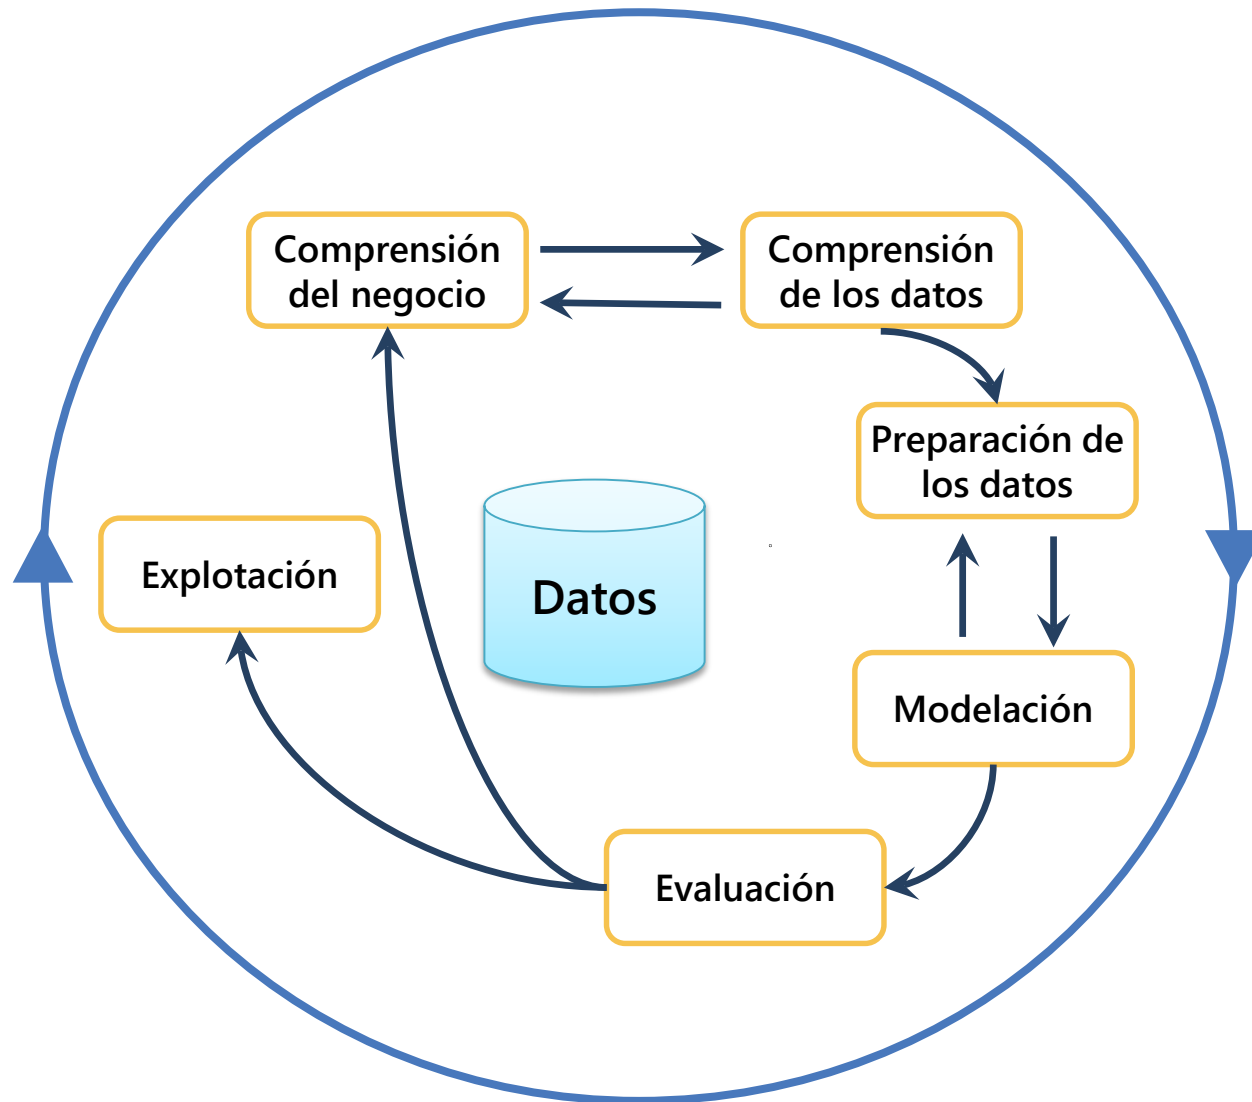 Comprensión
del negocio
Comprensión
de los datos
Preparación de
los datos
Explotación
Datos
Modelación
Evaluación